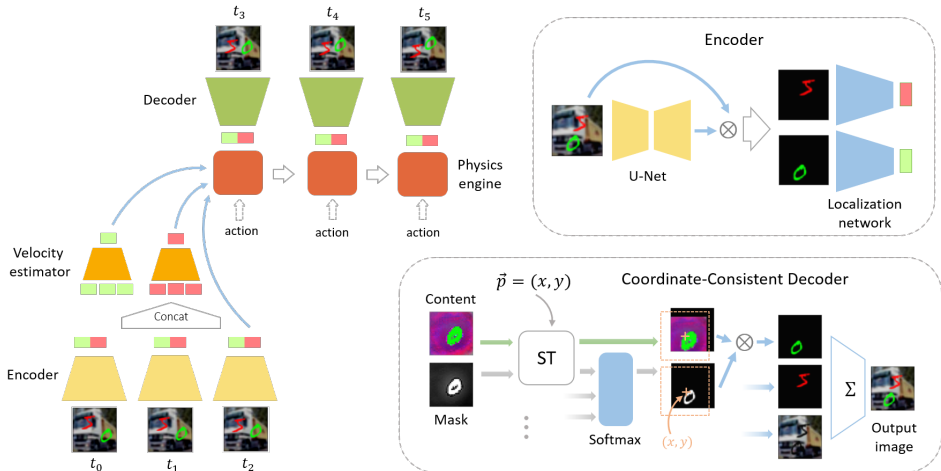 t₃ t₄ t₅
Decoder
Physics
engine
action action action
Velocity
estimator
Concat
Encoder
t₀ t₁ t₂
Encoder
U-Net
Localization
network
Coordinate-Consistent Decoder
p⃗ = (x, y)
Content
ST
Mask
Softmax
(x, y)
Σ
Output
image